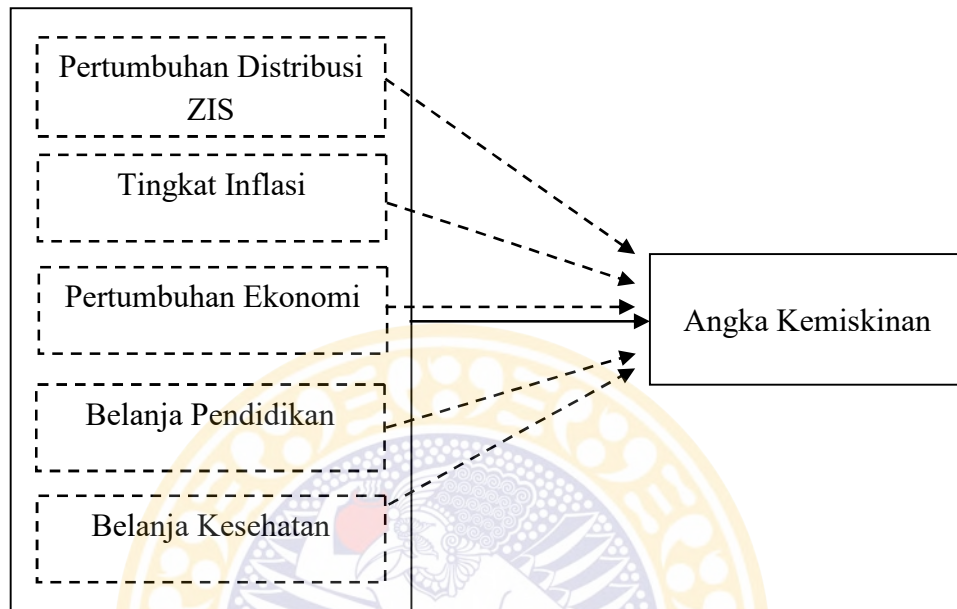 Pertumbuhan Distribusi
ZIS
Tingkat Inflasi
Pertumbuhan Ekonomi
Angka Kemiskinan
Belanja Pendidikan
Belanja Kesehatan